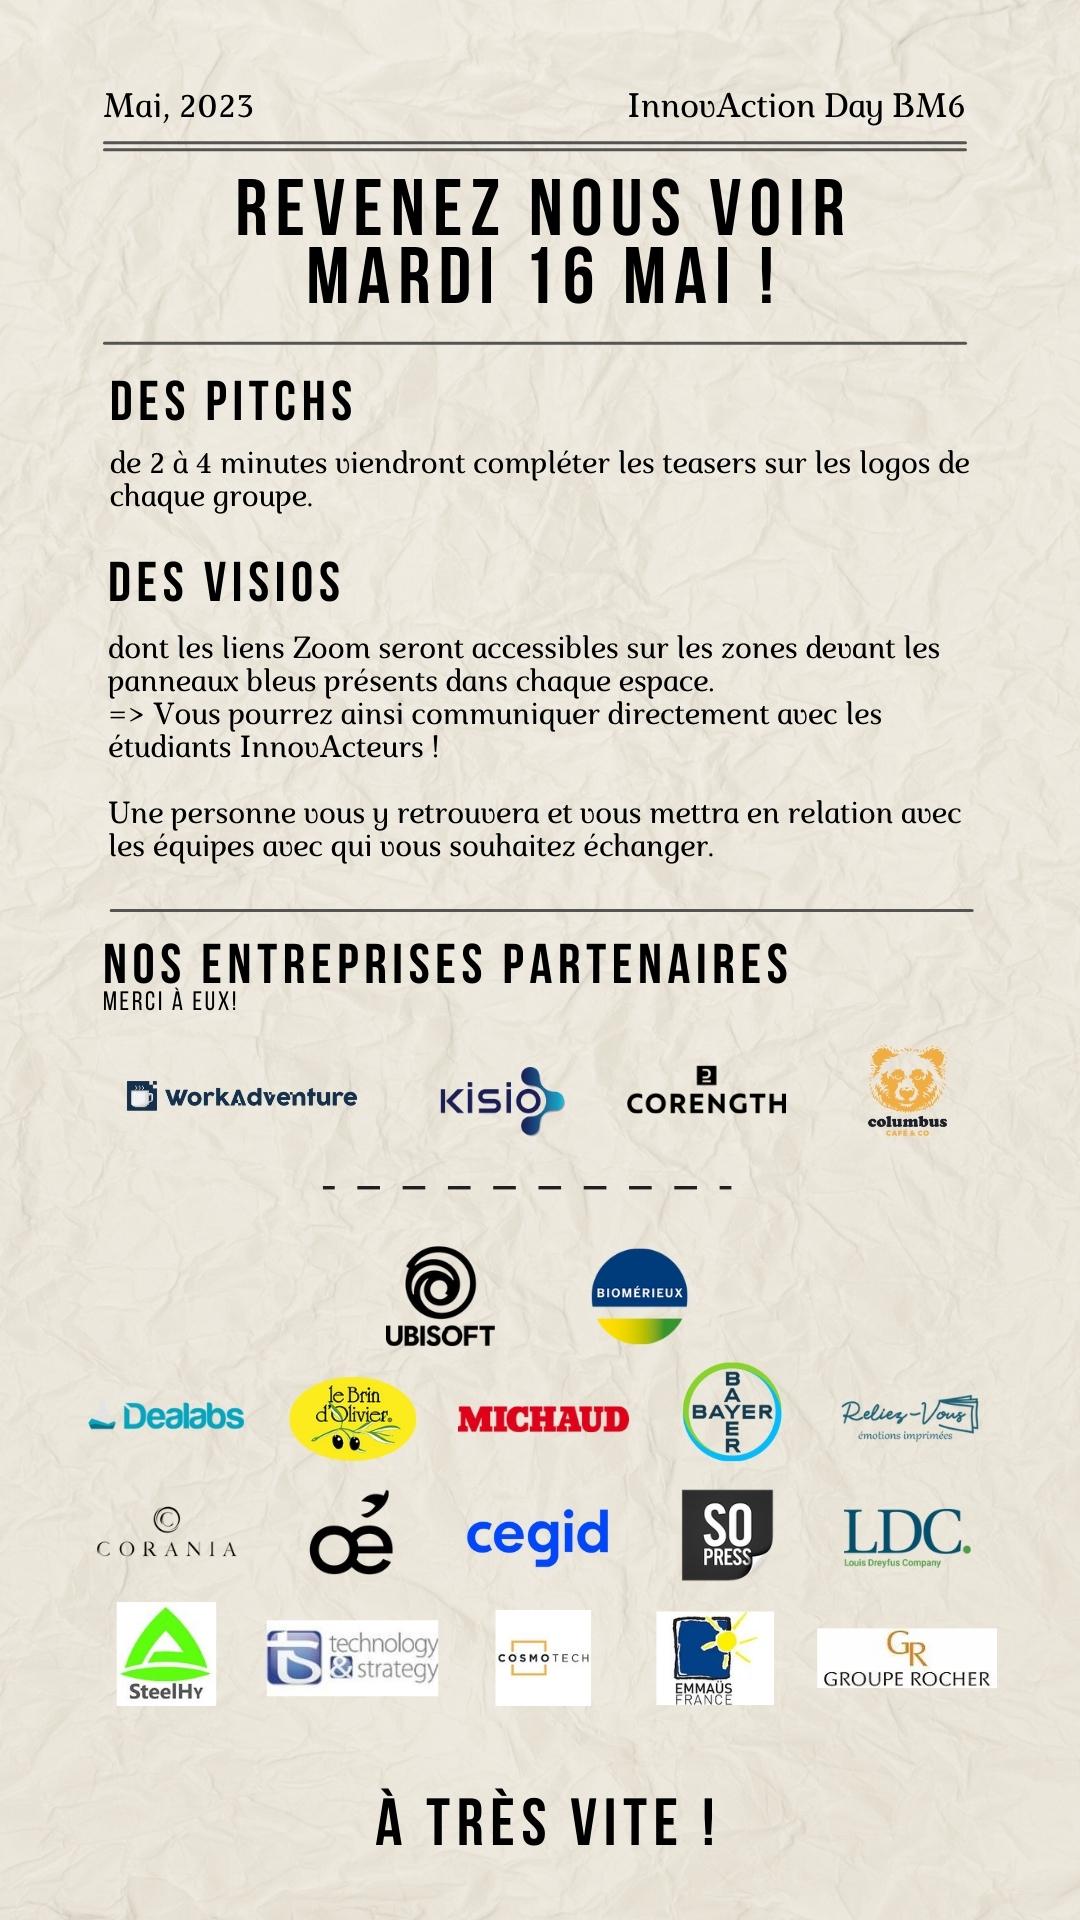 Mai, 2023
InnovAction Day BM6
REVENEZ NOUS VOIR
MARDI 16 MAI !
DES PITCHS
de 2 à 4 minutes viendront compléter les teasers sur les logos de
chaque groupe.
DES VISIOS
dont les liens Zoom seront accessibles sur les zones devant les
panneaux bleus présents dans chaque espace.
=> Vous pourrez ainsi communiquer directement avec les
étudiants InnovActeurs !
Une personne vous y retrouvera et vous mettra en relation avec
les équipes avec qui vous souhaitez échanger.
NOS ENTREPRISES PARTENAIRES
MERCI À EUX!
WorkAdventure
KISIO
CORENGTH
columbus
CAFÉ & CO
UBISOFT
BIOMÉRIEUX
Dealabs
le Brin
d'Olivier
MICHAUD
BAYER
BAYER
Reliez-Vous
émotions imprimées
CORANIA
oé
cegid
SO
PRESS
LDC.
Louis Dreyfus Company
SteelHy
ts technology
& strategy
COSMOTECH
EMMAÜS
FRANCE
GR
GROUPE ROCHER
À TRÈS VITE !